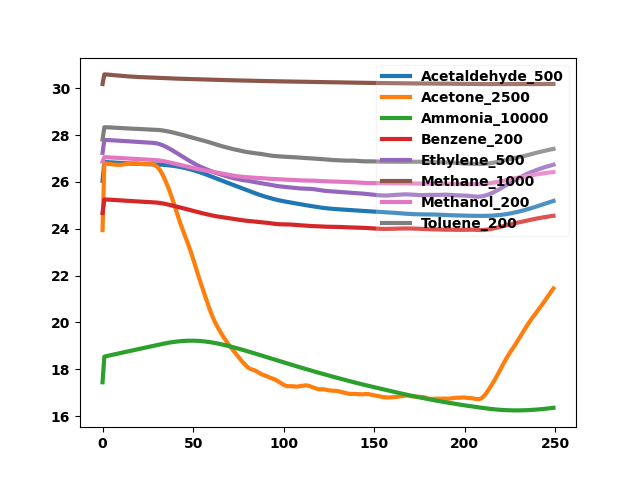 30
28
26
24
22
20
18
16
0
50
100
150
200
250
Acetaldehyde_500
Acetone_2500
Ammonia_10000
Benzene_200
Ethylene_500
Methane_1000
Methanol_200
Toluene_200